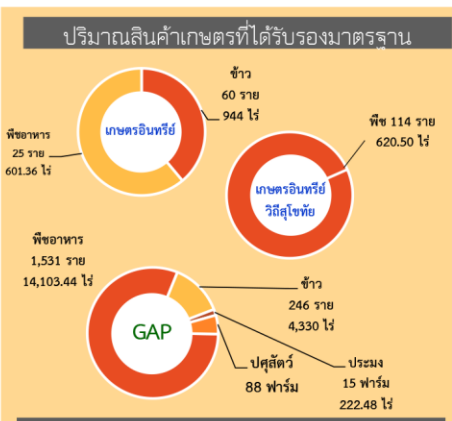 ปริมาณสินค้าเกษตรที่ได้รับรองมาตรฐาน
ข้าว
60 ราย
944 ไร่
เกษตรอินทรีย์
พืชอาหาร
25 ราย
601.36 ไร่
พืช 114 ราย
620.50 ไร่
เกษตรอินทรีย์
วิถีสุโขทัย
พืชอาหาร
1,531 ราย
14,103.44 ไร่
GAP
ข้าว
246 ราย
4,330 ไร่
ปศุสัตว์
88 ฟาร์ม
ประมง
15 ฟาร์ม
222.48 ไร่